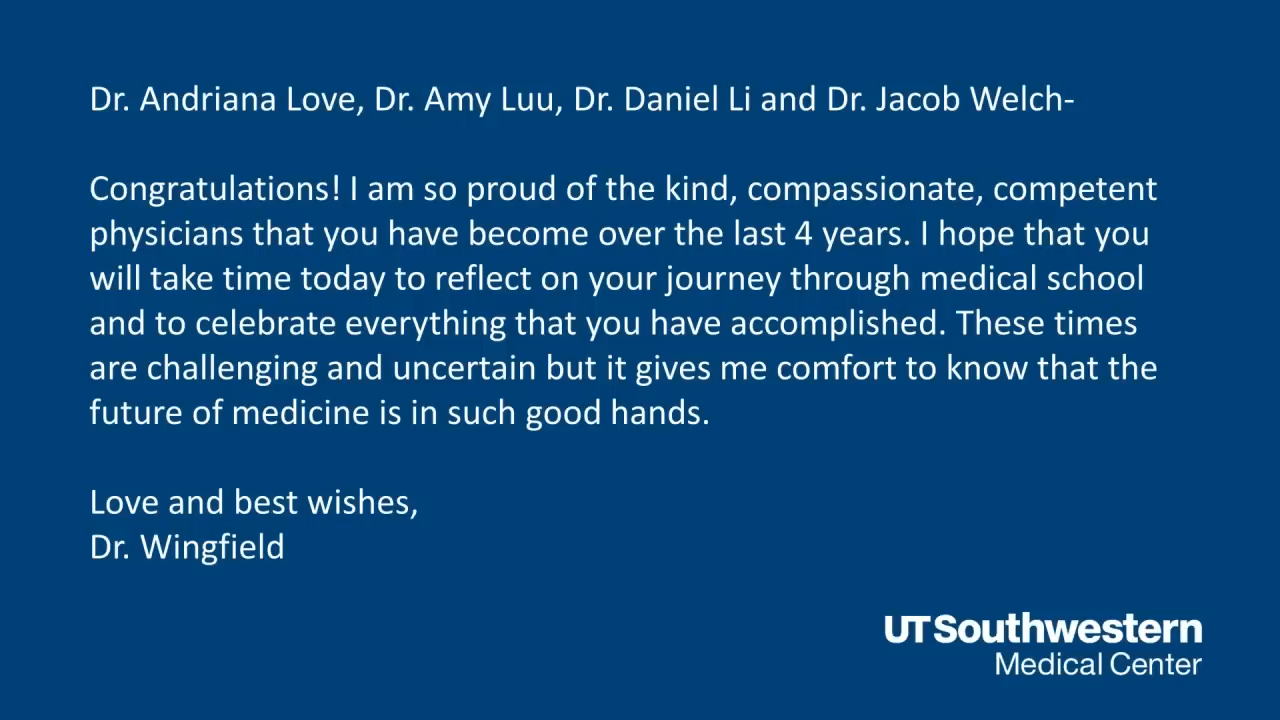 Dr. Andriana Love, Dr. Amy Luu, Dr. Daniel Li and Dr. Jacob Welch-
Congratulations! I am so proud of the kind, compassionate, competent
physicians that you have become over the last 4 years. I hope that you
will take time today to reflect on your journey through medical school
and to celebrate everything that you have accomplished. These times
are challenging and uncertain but it gives me comfort to know that the
future of medicine is in such good hands.
Love and best wishes,
Dr. Wingfield
UTSouthwestern
Medical Center